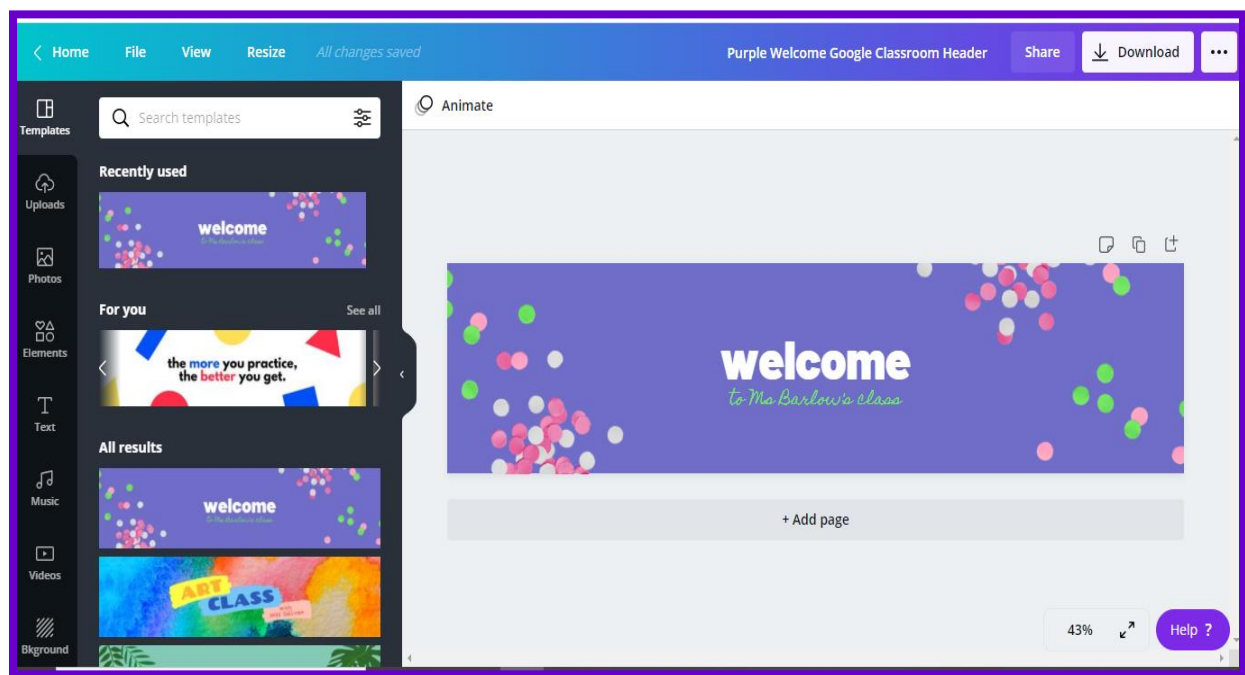 Home File View Resize All changes saved Purple Welcome Google Classroom Header Share Download
Templates
Search templates
Animate
Recently used
Uploads
welcome
Photos
For you See all
Elements
the more you practice,
the better you get.
welcome
to Ms Barlow's class
Text
All results
Music
welcome
+ Add page
Videos
ART
CLASS
Bkground
43% Help ?